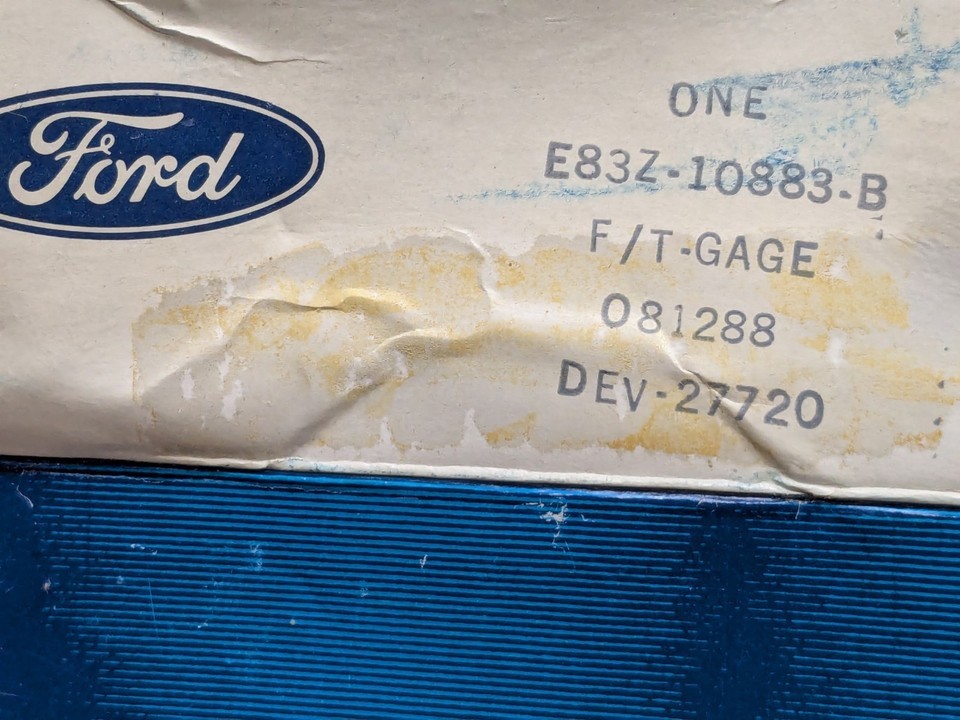 Ford
ONE
E83Z-10883-B
F/T-GAGE
081288
DEV-27720